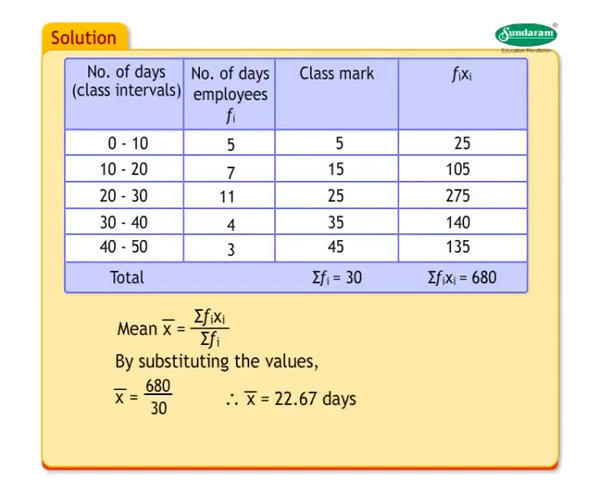 Solution
Sundaram®
Education Revolution
No. of days (class intervals) No. of days employees fᵢ Class mark fᵢxᵢ
0 - 10 5 5 25
10 - 20 7 15 105
20 - 30 11 25 275
30 - 40 4 35 140
40 - 50 3 45 135
Total Σfᵢ = 30 Σfᵢxᵢ = 680
Mean x̅ = Σfᵢxᵢ / Σfᵢ
By substituting the values,
x̅ = 680 / 30 ∴ x̅ = 22.67 days